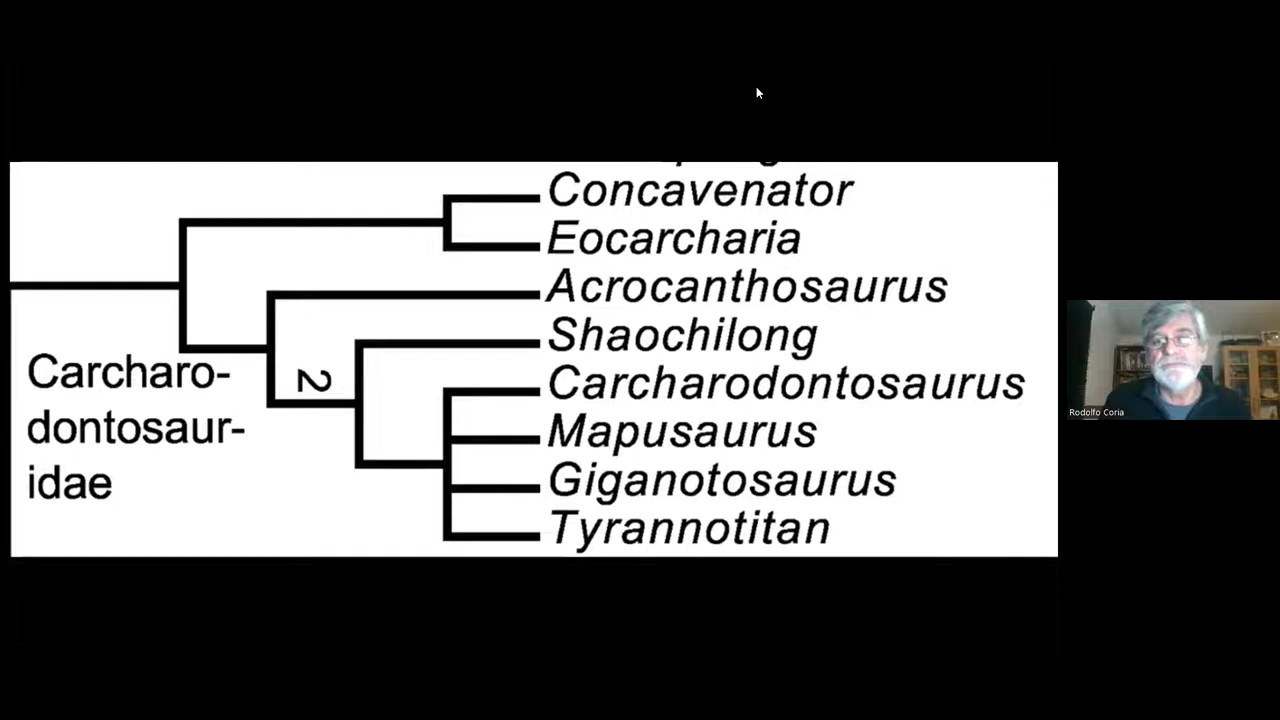 Concavenator
Eocarcharia
Acrocanthosaurus
Shaochilong
2
Carcharo-
dontosaur-
idae
Carcharodontosaurus
Mapusaurus
Giganotosaurus
Tyrannotitan
Rodolfo Coria